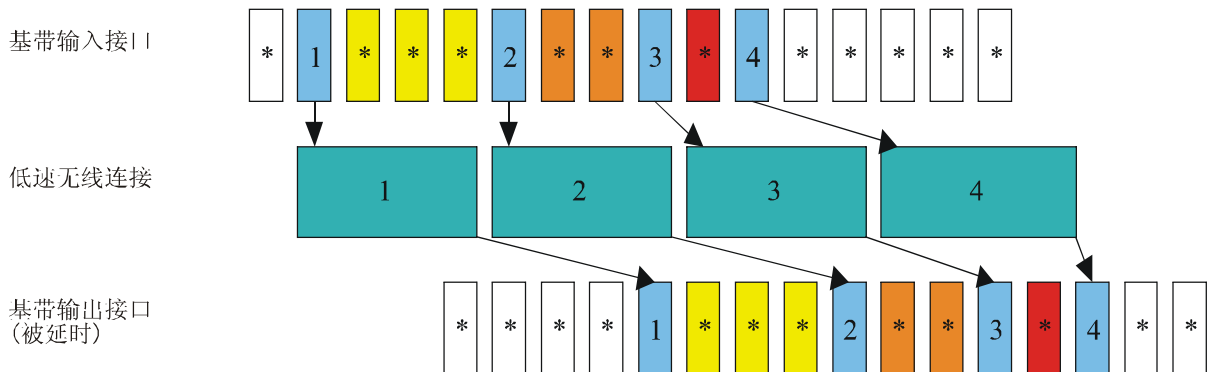 基带输入接口
* 1 * * * 2 * * 3 * 4 * * * * *
低速无线连接
1 2 3 4
基带输出接口
(被延时)
* * * * 1 * * * 2 * * 3 * 4 * *